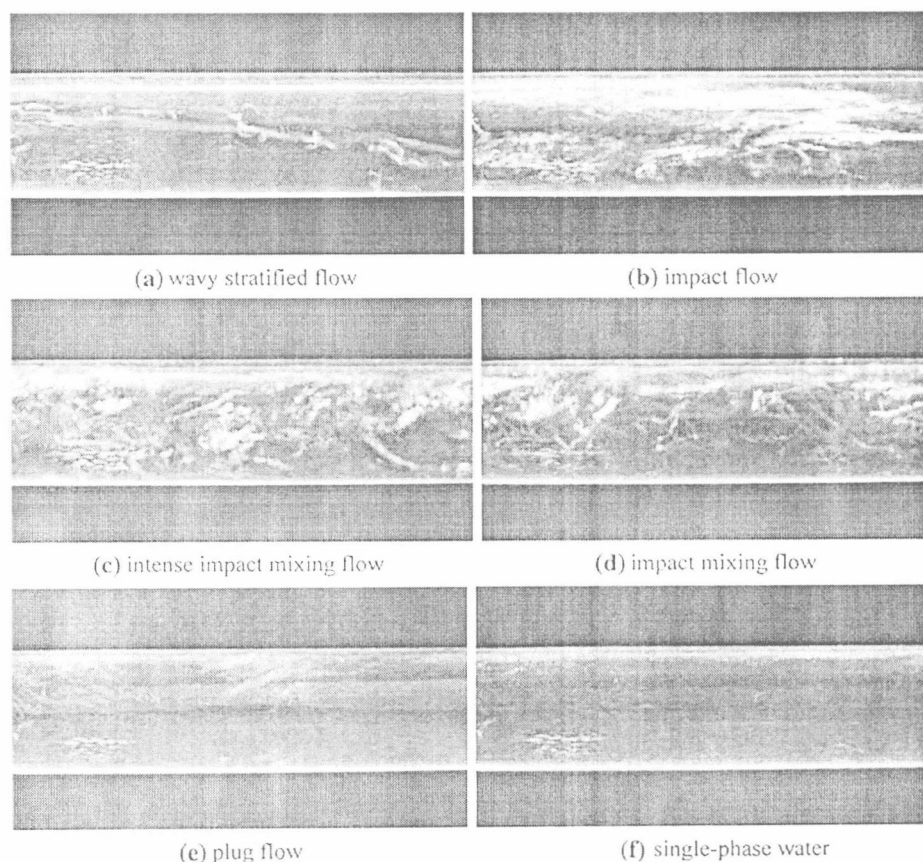 (a) wavy stratified flow
(b) impact flow
(c) intense impact mixing flow
(d) impact mixing flow
(e) plug flow
(f) single-phase water